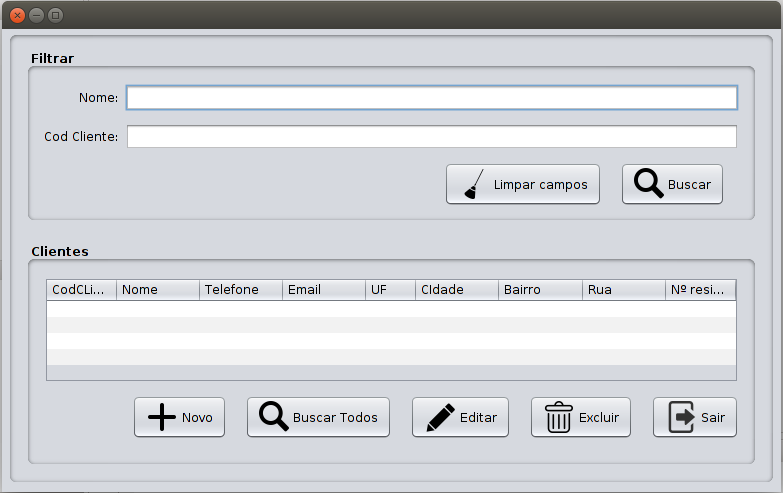 Filtrar
Nome:
Cod Cliente:
Limpar campos Buscar
Clientes
CodCLi... Nome Telefone Email UF CIdade Bairro Rua Nº resi...
Novo Buscar Todos Editar Excluir Sair